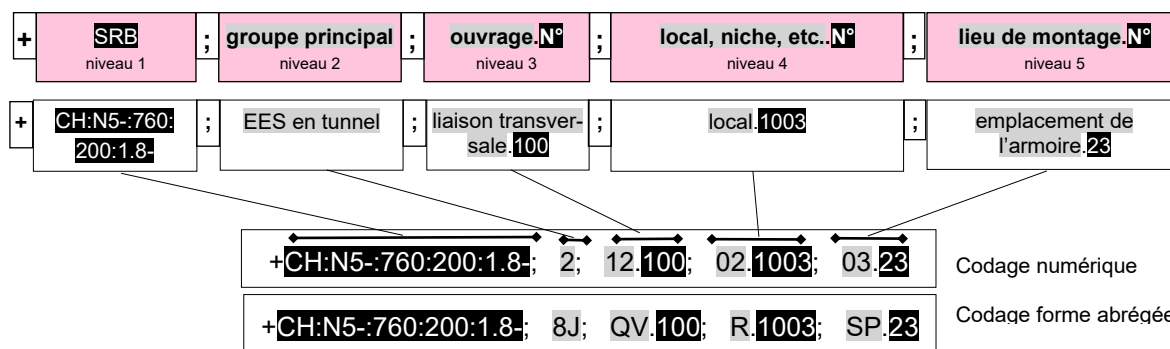 + SRB ; groupe principal ; ouvrage.N° ; local, niche, etc..N° ; lieu de montage.N°
niveau 1 niveau 2 niveau 3 niveau 4 niveau 5
+ CH:N5-:760: ; EES en tunnel ; liaison transver- ; local.1003 ; emplacement de
200:1.8- sale.100 l’armoire.23
+CH:N5-:760:200:1.8-; 2; 12.100; 02.1003; 03.23
Codage numérique
+CH:N5-:760:200:1.8-; 8J; QV.100; R.1003; SP.23
Codage forme abrégée